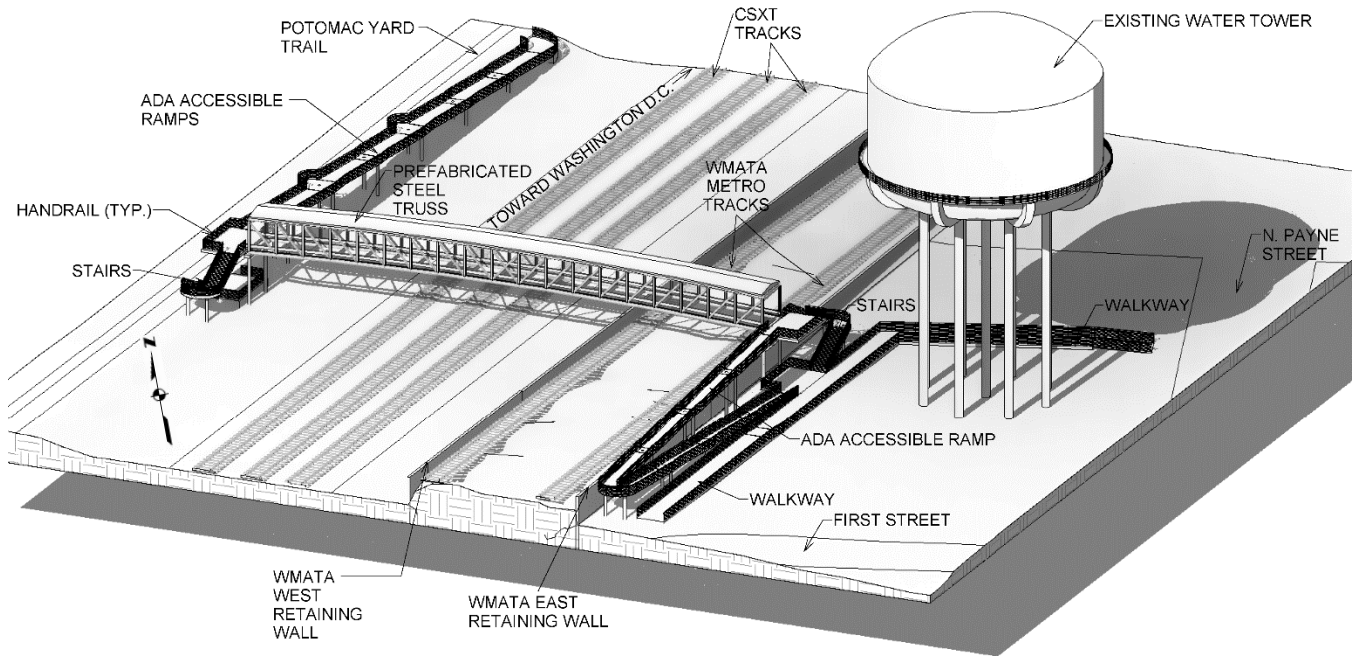 POTOMAC YARD
TRAIL
CSXT
TRACKS
EXISTING WATER TOWER
ADA ACCESSIBLE
RAMPS
TOWARD WASHINGTON D.C.
PREFABRICATED
STEEL
TRUSS
WMATA
METRO
TRACKS
HANDRAIL (TYP.)
N. PAYNE
STREET
STAIRS
STAIRS
WALKWAY
N
ADA ACCESSIBLE RAMP
WALKWAY
FIRST STREET
WMATA
WEST
RETAINING
WALL
WMATA EAST
RETAINING WALL